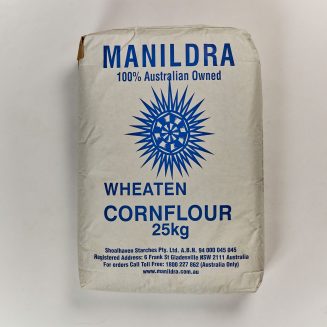 MANILDRA
100% Australian Owned
WHEATEN
CORNFLOUR
25kg
Shoalhaven Starches Pty. Ltd. A.B.N. 94 000 045 045
Registered Address: 6 Frank St Gladesville NSW 2111 Australia
For orders Call Toll Free: 1800 227 862 (Australia Only)
www.manildra.com.au